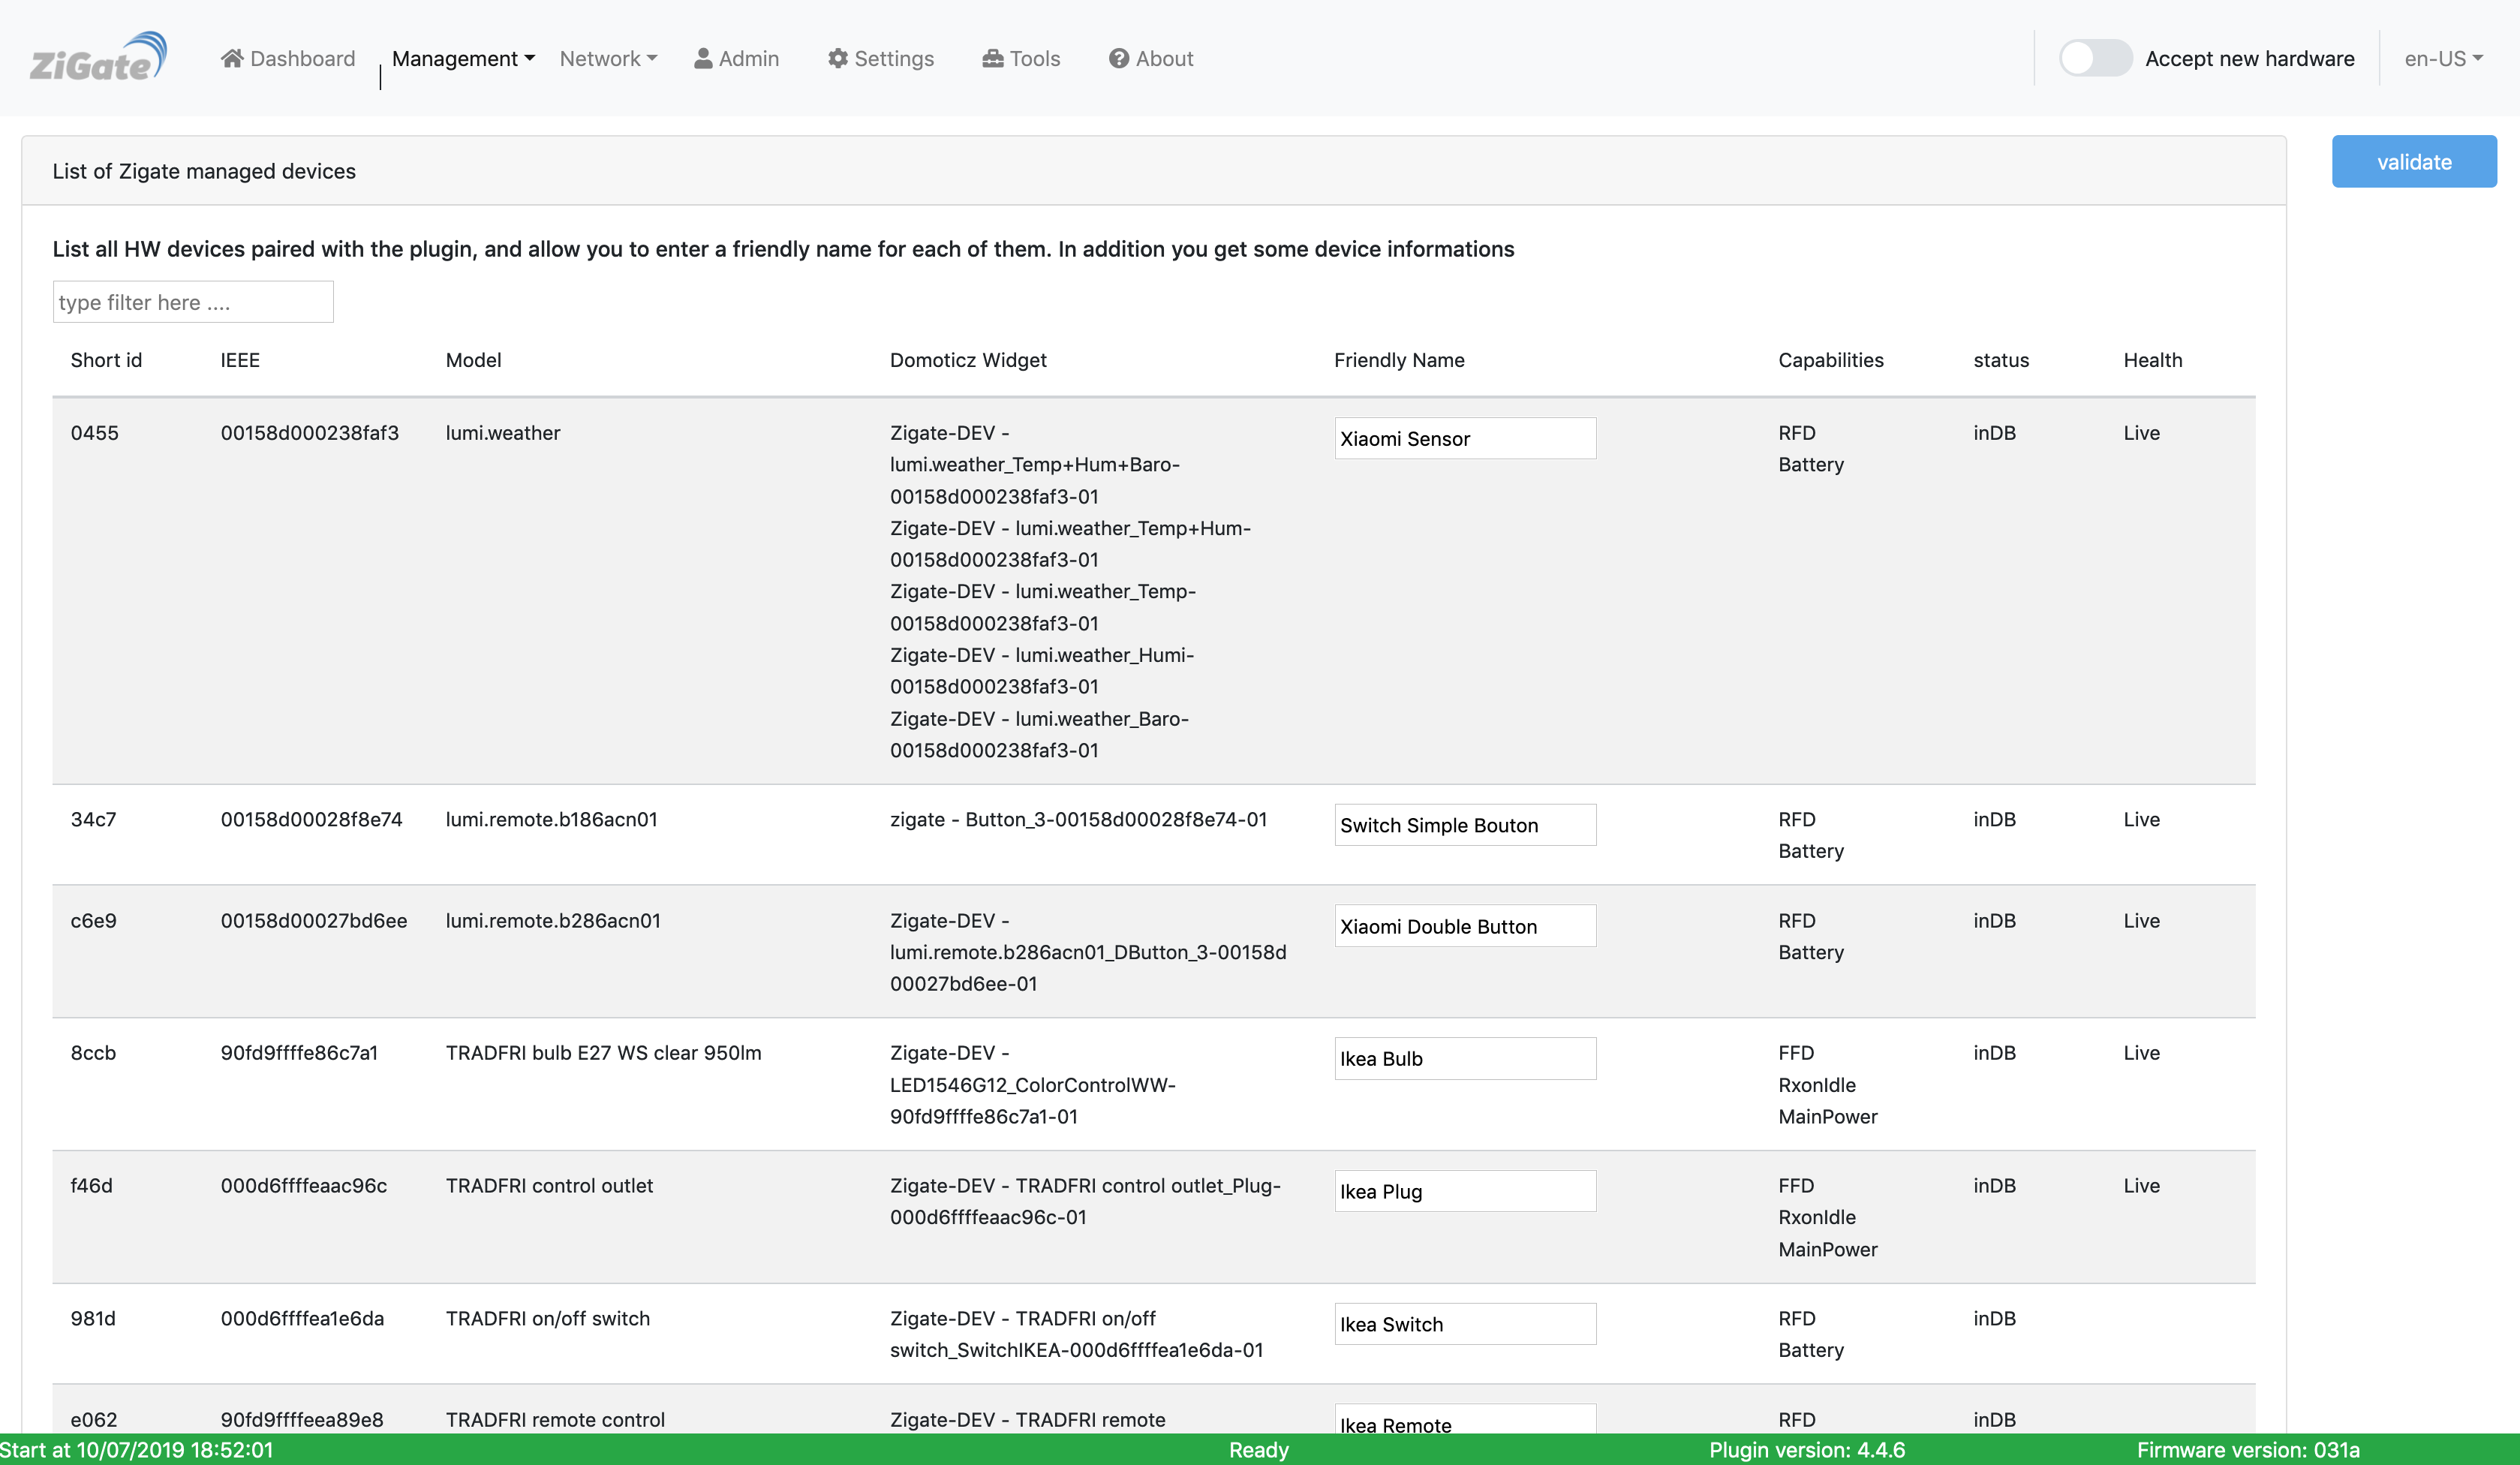 ZiGate Dashboard Management Network Admin Settings Tools About Accept new hardware en-US
List of Zigate managed devices
validate
List all HW devices paired with the plugin, and allow you to enter a friendly name for each of them. In addition you get some device informations
type filter here ....
Short id IEEE Model Domoticz Widget Friendly Name Capabilities status Health
0455 00158d000238faf3 lumi.weather Zigate-DEV - Xiaomi Sensor RFD inDB Live
lumi.weather_Temp+Hum+Baro- Battery
00158d000238faf3-01
Zigate-DEV - lumi.weather_Temp+Hum-
00158d000238faf3-01
Zigate-DEV - lumi.weather_Temp-
00158d000238faf3-01
Zigate-DEV - lumi.weather_Humi-
00158d000238faf3-01
Zigate-DEV - lumi.weather_Baro-
00158d000238faf3-01
34c7 00158d00028f8e74 lumi.remote.b186acn01 zigate - Button_3-00158d00028f8e74-01 Switch Simple Bouton RFD inDB Live
Battery
c6e9 00158d00027bd6ee lumi.remote.b286acn01 Zigate-DEV - Xiaomi Double Button RFD inDB Live
lumi.remote.b286acn01_DButton_3-00158d Battery
00027bd6ee-01
8ccb 90fd9ffffe86c7a1 TRADFRI bulb E27 WS clear 950lm Zigate-DEV - Ikea Bulb FFD inDB Live
LED1546G12_ColorControlWW- RxonIdle
90fd9ffffe86c7a1-01 MainPower
f46d 000d6ffffeaac96c TRADFRI control outlet Zigate-DEV - TRADFRI control outlet_Plug- Ikea Plug FFD inDB Live
000d6ffffeaac96c-01 RxonIdle
MainPower
981d 000d6ffffea1e6da TRADFRI on/off switch Zigate-DEV - TRADFRI on/off Ikea Switch RFD inDB
switch_SwitchIKEA-000d6ffffea1e6da-01 Battery
e062 90fd9ffffeea89e8 TRADFRI remote control Zigate-DEV - TRADFRI remote Ikea Remote RFD inDB
Start at 10/07/2019 18:52:01 Ready Plugin version: 4.4.6 Firmware version: 031a